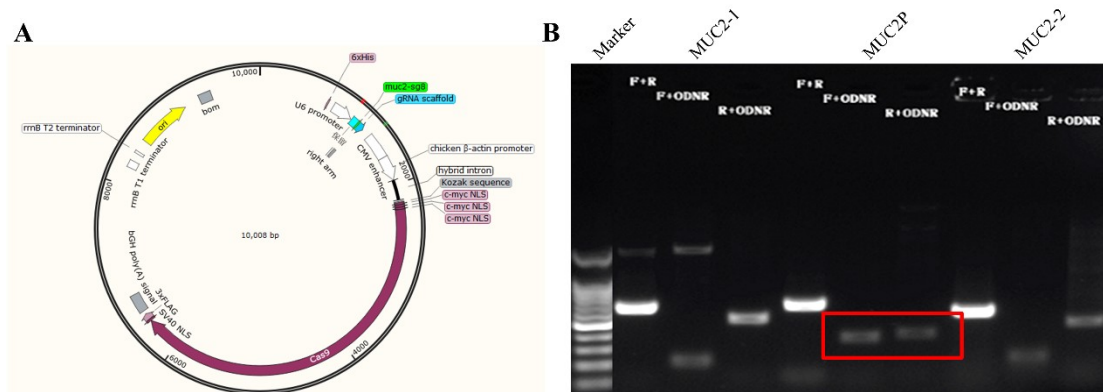 A
10,000
6xHis
muc2-sg8
gRNA scaffold
U6 promoter
保留
right arm
chicken β-actin promoter
CMV enhancer
2000
hybrid intron
Kozak sequence
c-myc NLS
c-myc NLS
c-myc NLS
bom
ori
rrnB T2 terminator
rrnB T1 terminator
8000
10,008 bp
bGH poly(A) signal
3xFLAG
SV40 NLS
6000
Cas9
4000
B
Marker
MUC2-1
MUC2P
MUC2-2
F+R
F+ODNR
R+ODNR
F+R
F+ODNR
R+ODNR
F+R
F+ODNR
R+ODNR